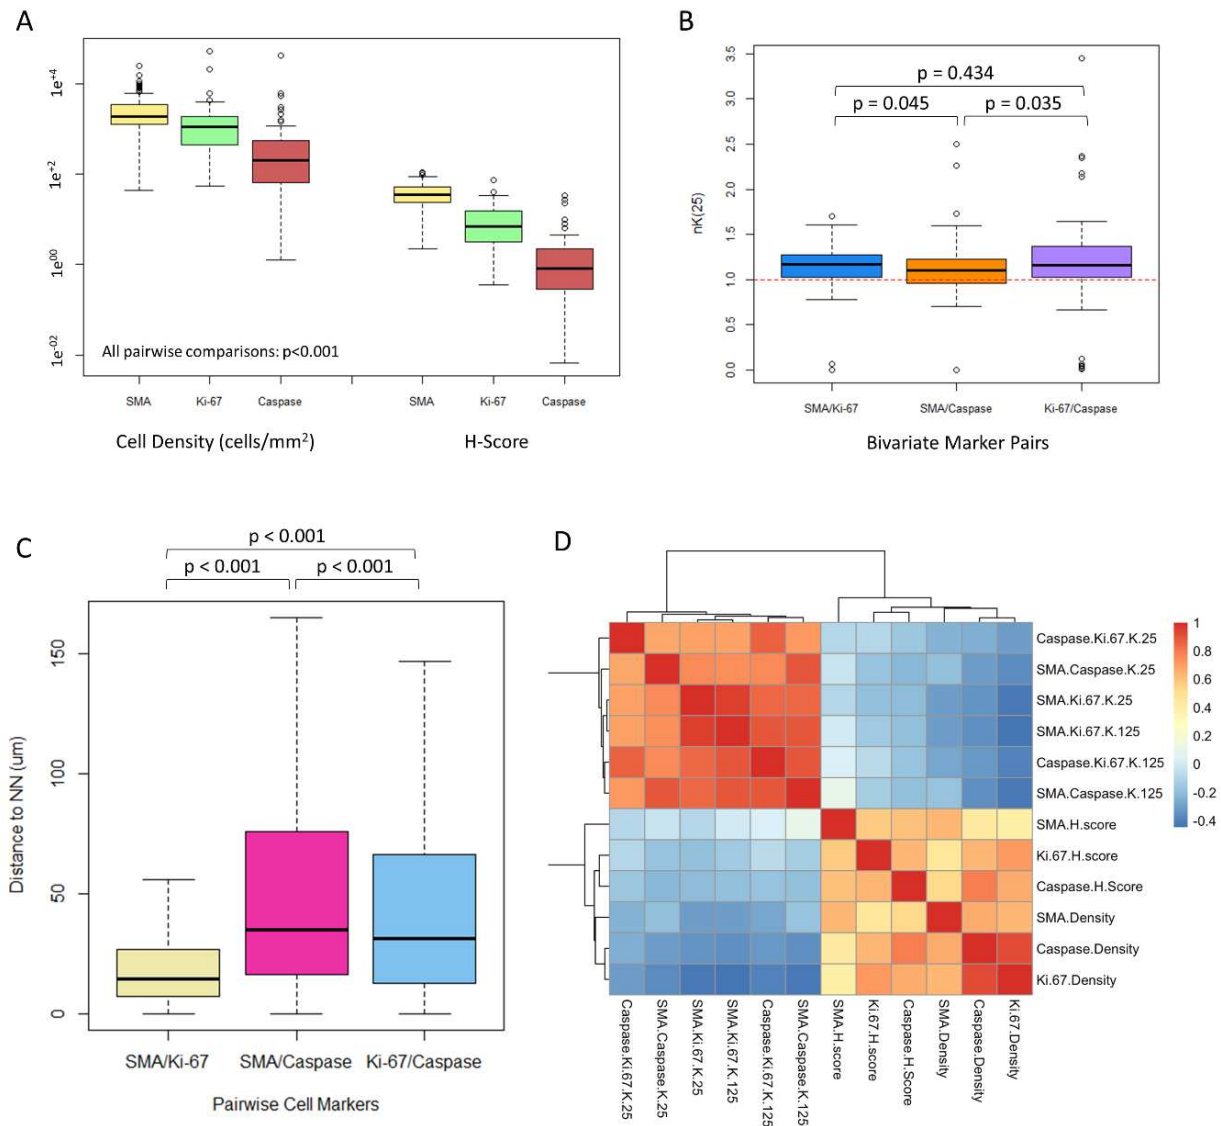 A
1e+4
1e+2
1e00
1e-02
All pairwise comparisons: p<0.001
SMA Ki-67 Caspase SMA Ki-67 Caspase
Cell Density (cells/mm²) H-Score
B
3.5
3.0
2.5
2.0
1.5
1.0
0.5
0.0
nK(25)
p = 0.434
p = 0.045 p = 0.035
SMA/Ki-67 SMA/Caspase Ki-67/Caspase
Bivariate Marker Pairs
C
p < 0.001
p < 0.001 p < 0.001
150
100
50
0
Distance to NN (um)
SMA/Ki-67 SMA/Caspase Ki-67/Caspase
Pairwise Cell Markers
D
Caspase.Ki.67.K.25
SMA.Caspase.K.25
SMA.Ki.67.K.25
SMA.Ki.67.K.125
Caspase.Ki.67.K.125
SMA.Caspase.K.125
SMA.H.score
Ki.67.H.score
Caspase.H.Score
SMA.Density
Caspase.Density
Ki.67.Density
1
0.8
0.6
0.4
0.2
0
-0.2
-0.4
Caspase.Ki.67.K.25
SMA.Caspase.K.25
SMA.Ki.67.K.25
SMA.Ki.67.K.125
Caspase.Ki.67.K.125
SMA.Caspase.K.125
SMA.H.score
Ki.67.H.score
Caspase.H.Score
SMA.Density
Caspase.Density
Ki.67.Density